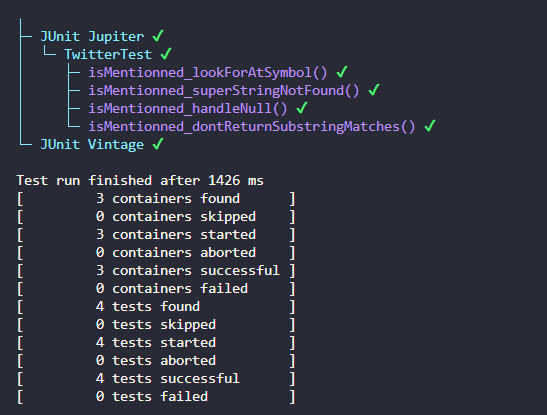 JUnit Jupiter ✔
TwitterTest ✔
isMentionned_lookForAtSymbol() ✔
isMentionned_superStringNotFound() ✔
isMentionned_handleNull() ✔
isMentionned_dontReturnSubstringMatches() ✔
JUnit Vintage ✔
Test run finished after 1426 ms
[         3 containers found      ]
[         0 containers skipped    ]
[         3 containers started    ]
[         0 containers aborted    ]
[         3 containers successful ]
[         0 containers failed     ]
[         4 tests found           ]
[         0 tests skipped         ]
[         4 tests started         ]
[         0 tests aborted         ]
[         4 tests successful      ]
[         0 tests failed          ]